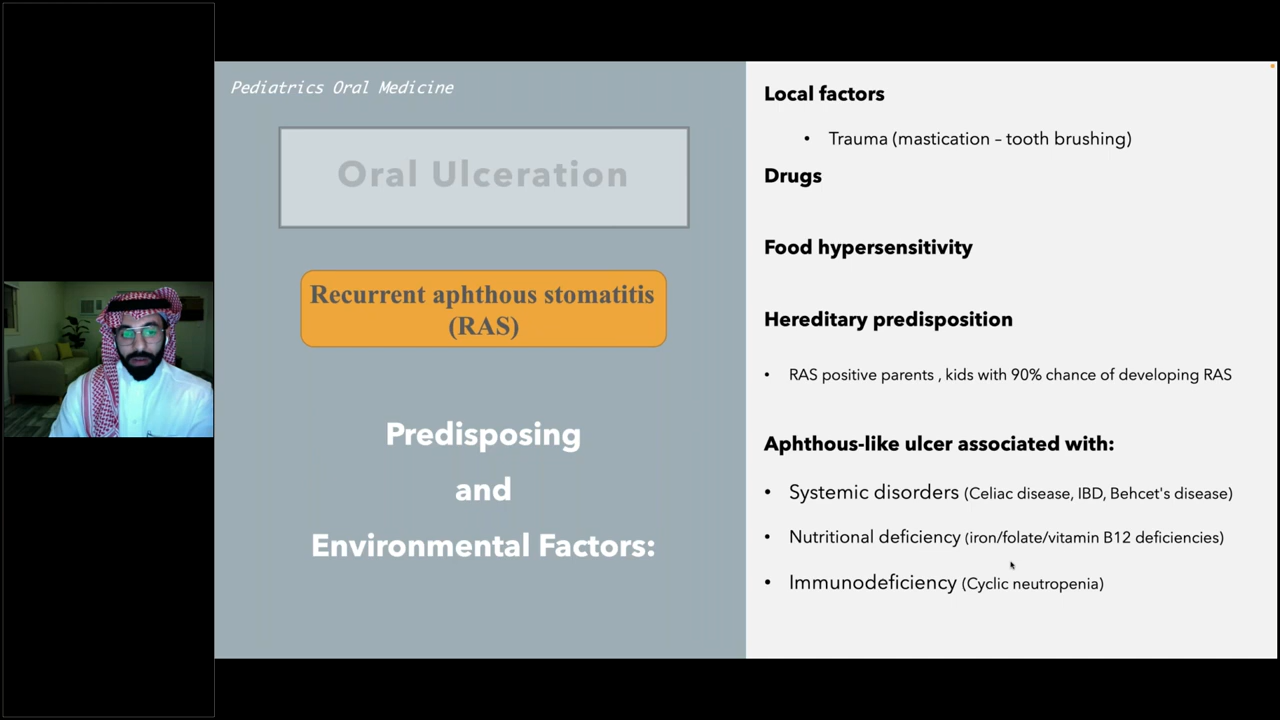 Pediatrics Oral Medicine
Oral Ulceration
Recurrent aphthous stomatitis
(RAS)
Predisposing
and
Environmental Factors:
Local factors
• Trauma (mastication – tooth brushing)
Drugs
Food hypersensitivity
Hereditary predisposition
• RAS positive parents , kids with 90% chance of developing RAS
Aphthous-like ulcer associated with:
• Systemic disorders (Celiac disease, IBD, Behcet's disease)
• Nutritional deficiency (iron/folate/vitamin B12 deficiencies)
• Immunodeficiency (Cyclic neutropenia)